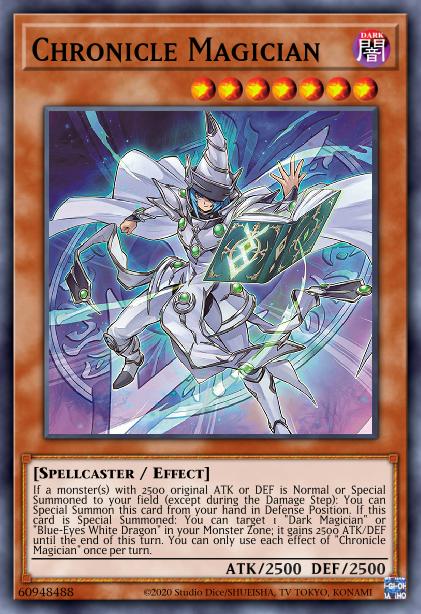 CHRONICLE MAGICIAN
DARK
闇
[SPELLCASTER / EFFECT]
If a monster(s) with 2500 original ATK or DEF is Normal or Special
Summoned to your field (except during the Damage Step): You can
Special Summon this card from your hand in Defense Position. If this
card is Special Summoned: You can target 1 "Dark Magician" or
"Blue-Eyes White Dragon" in your Monster Zone; it gains 2500 ATK/DEF
until the end of this turn. You can only use each effect of "Chronicle
Magician" once per turn.
ATK/2500 DEF/2500
60948488 ©2020 Studio Dice/SHUEISHA, TV TOKYO, KONAMI